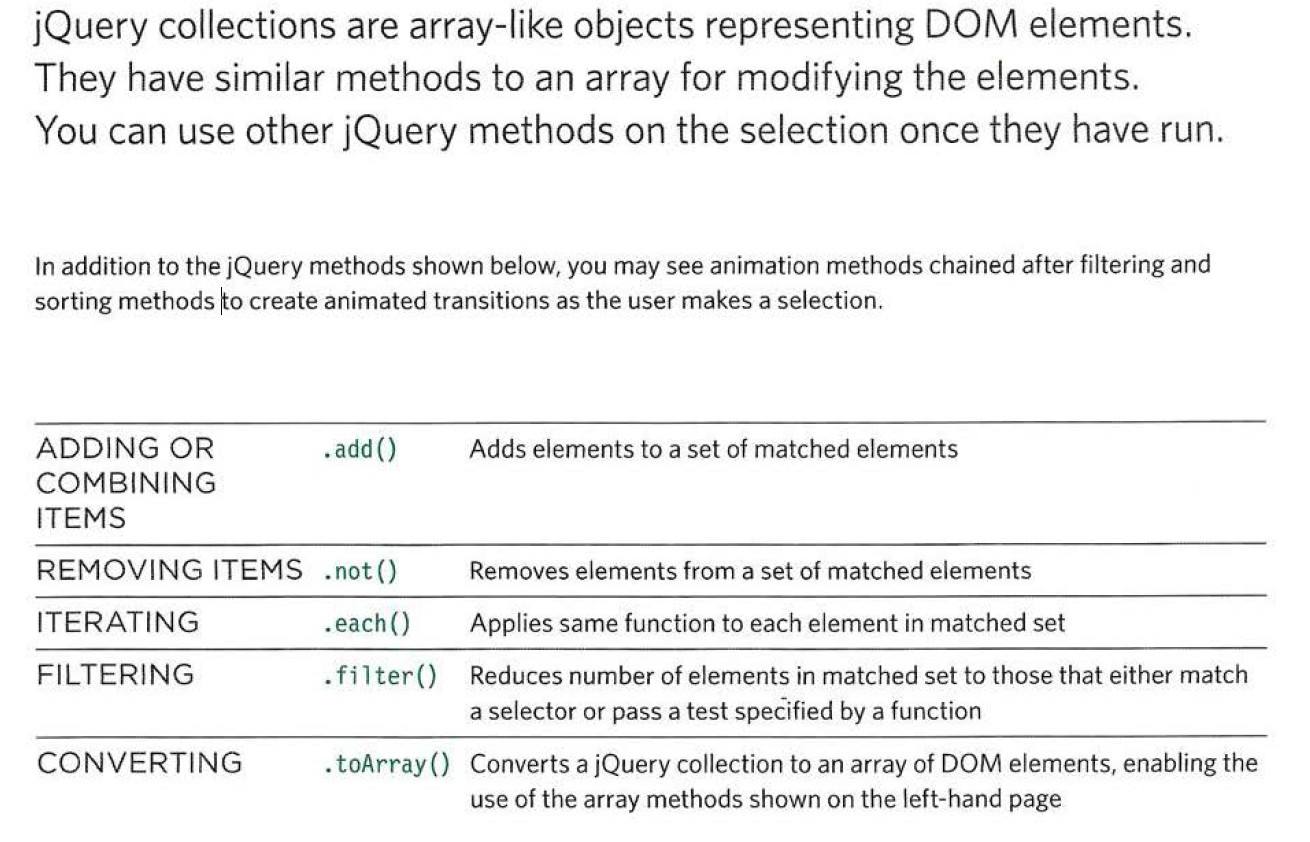 jQuery collections are array-like objects representing DOM elements.
They have similar methods to an array for modifying the elements.
You can use other jQuery methods on the selection once they have run.
In addition to the jQuery methods shown below, you may see animation methods chained after filtering and
sorting methods to create animated transitions as the user makes a selection.
ADDING OR .add() Adds elements to a set of matched elements
COMBINING
ITEMS
REMOVING ITEMS .not() Removes elements from a set of matched elements
ITERATING .each() Applies same function to each element in matched set
FILTERING .filter() Reduces number of elements in matched set to those that either match
a selector or pass a test specified by a function
CONVERTING .toArray() Converts a jQuery collection to an array of DOM elements, enabling the
use of the array methods shown on the left-hand page